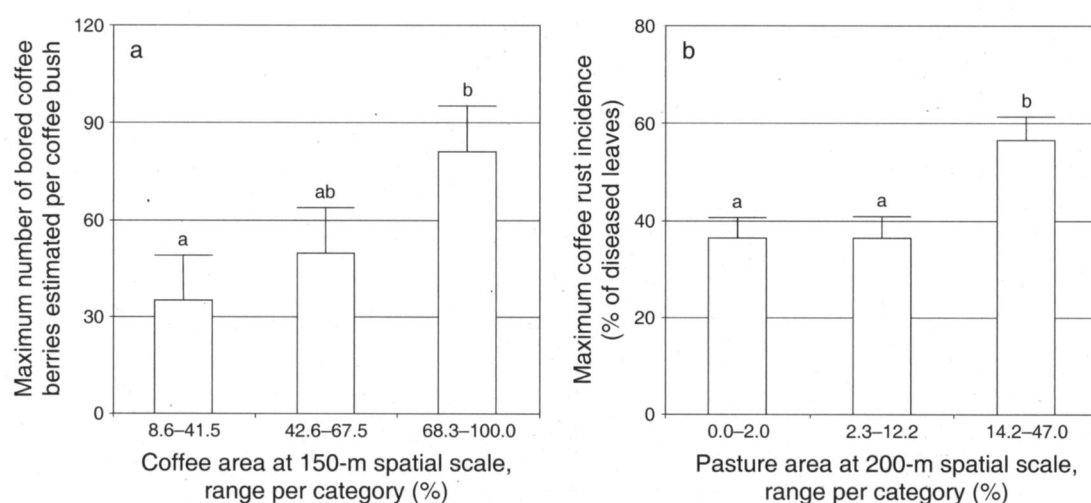 a
Maximum number of bored coffee
berries estimated per coffee bush
120
90
60
30
0
a
ab
b
8.6–41.5
42.6–67.5
68.3–100.0
Coffee area at 150-m spatial scale,
range per category (%)
b
Maximum coffee rust incidence
(% of diseased leaves)
80
60
40
20
0
a
a
b
0.0–2.0
2.3–12.2
14.2–47.0
Pasture area at 200-m spatial scale,
range per category (%)